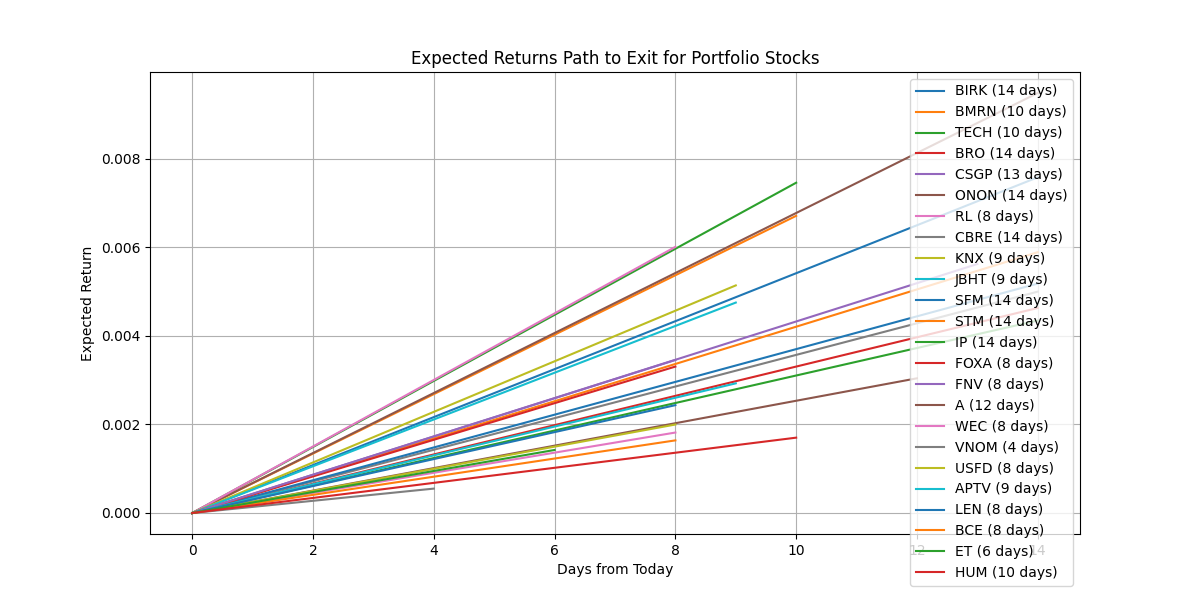 Expected Returns Path to Exit for Portfolio Stocks
Expected Return
0.008
0.006
0.004
0.002
0.000
0 2 4 6 8 10 12 14
Days from Today
BIRK (14 days)
BMRN (10 days)
TECH (10 days)
BRO (14 days)
CSGP (13 days)
ONON (14 days)
RL (8 days)
CBRE (14 days)
KNX (9 days)
JBHT (9 days)
SFM (14 days)
STM (14 days)
IP (14 days)
FOXA (8 days)
FNV (8 days)
A (12 days)
WEC (8 days)
VNOM (4 days)
USFD (8 days)
APTV (9 days)
LEN (8 days)
BCE (8 days)
ET (6 days)
HUM (10 days)